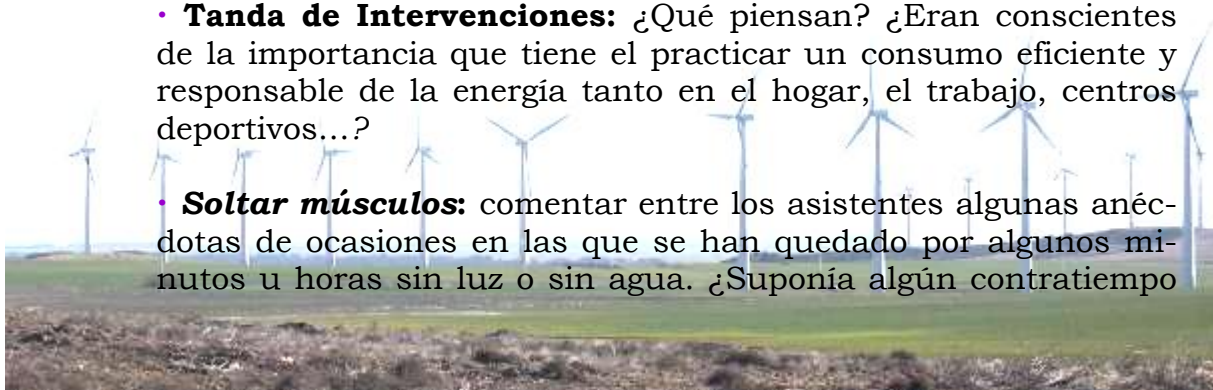 · Tanda de Intervenciones: ¿Qué piensan? ¿Eran conscientes
de la importancia que tiene el practicar un consumo eficiente y
responsable de la energía tanto en el hogar, el trabajo, centros
deportivos...?
· Soltar músculos: comentar entre los asistentes algunas anéc-
dotas de ocasiones en las que se han quedado por algunos mi-
nutos u horas sin luz o sin agua. ¿Suponía algún contratiempo